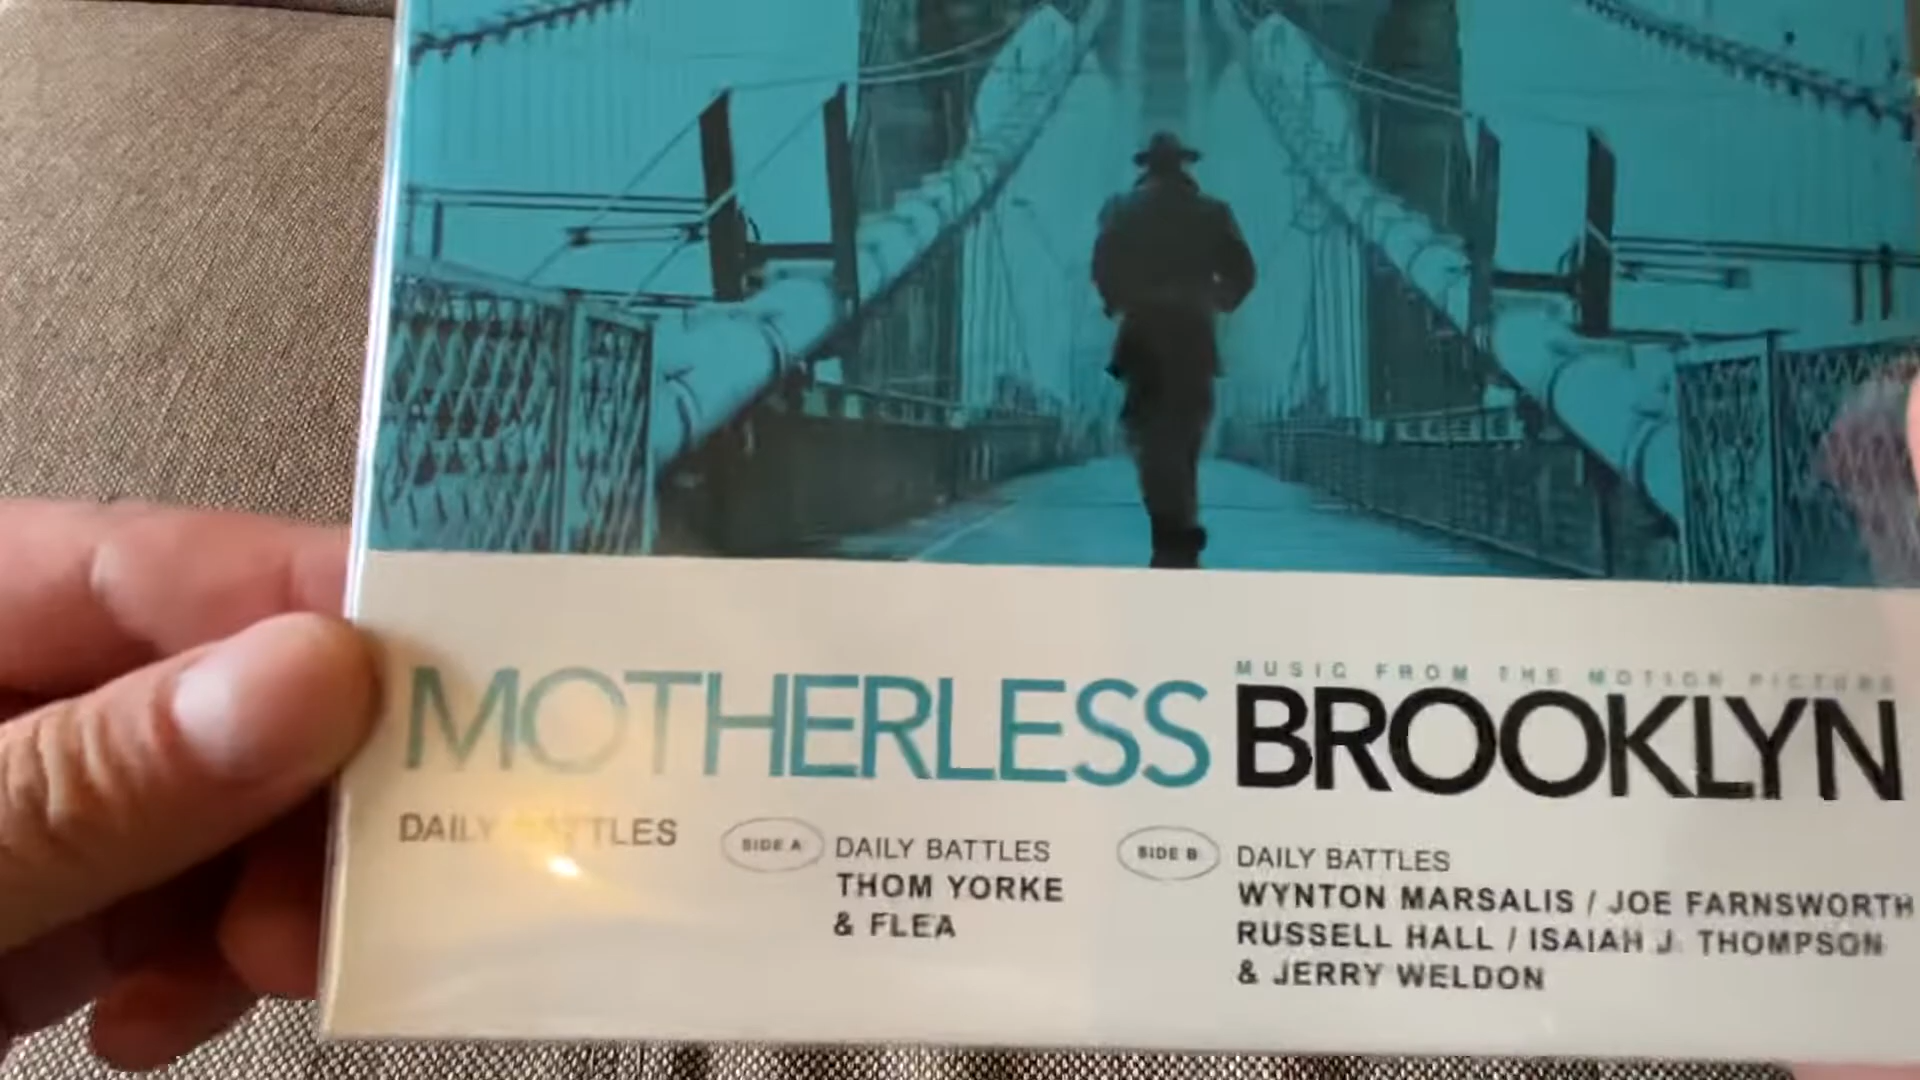 MUSIC FROM THE MOTION PICTURE
MOTHERLESS BROOKLYN
DAILY BATTLES
SIDE A
DAILY BATTLES
THOM YORKE
& FLEA
SIDE B
DAILY BATTLES
WYNTON MARSALIS / JOE FARNSWORTH
RUSSELL HALL / ISAIAH J. THOMPSON
& JERRY WELDON